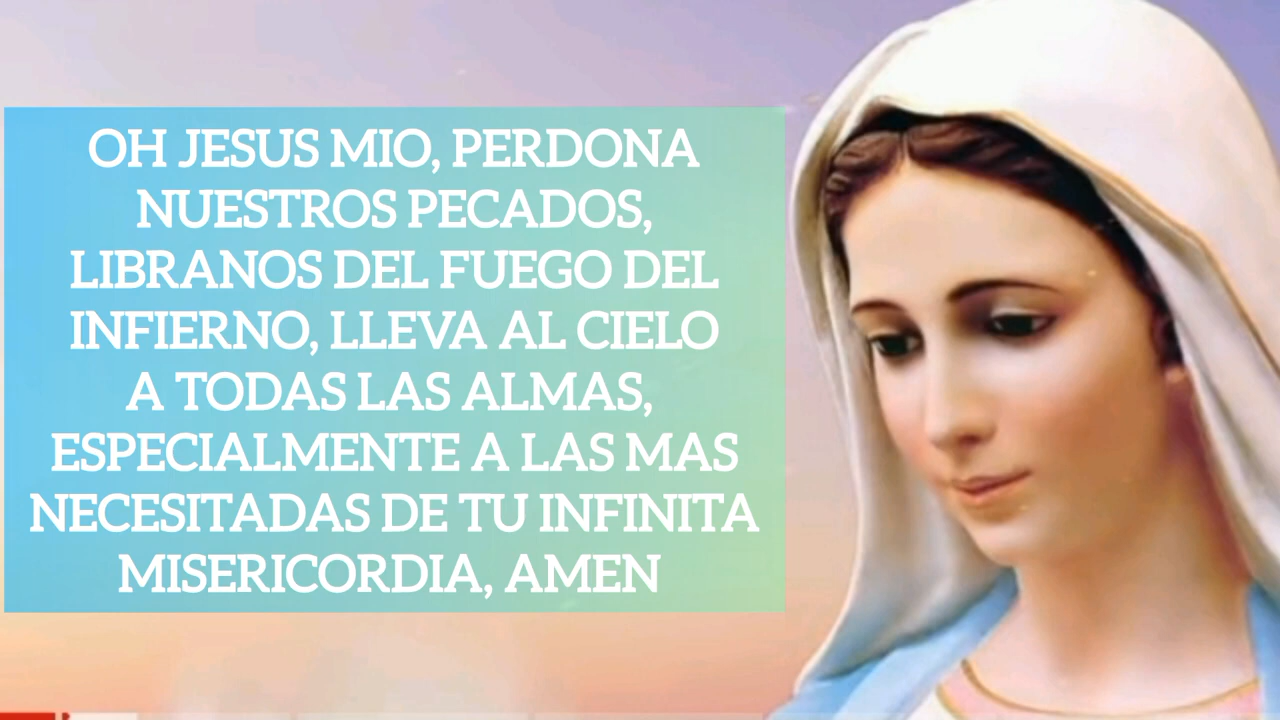 OH JESUS MIO, PERDONA
NUESTROS PECADOS,
LIBRANOS DEL FUEGO DEL
INFIERNO, LLEVA AL CIELO
A TODAS LAS ALMAS,
ESPECIALMENTE A LAS MAS
NECESITADAS DE TU INFINITA
MISERICORDIA, AMEN